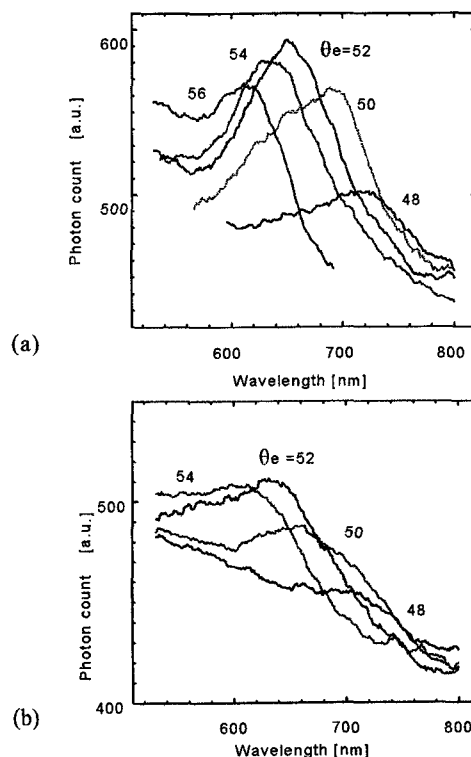 600
54
θe=52
56
50
500
48
Photon count [a.u.]
600
700
800
Wavelength [nm]
(a)
54
θe =52
500
50
48
Photon count [a.u.]
400
600
700
800
Wavelength [nm]
(b)